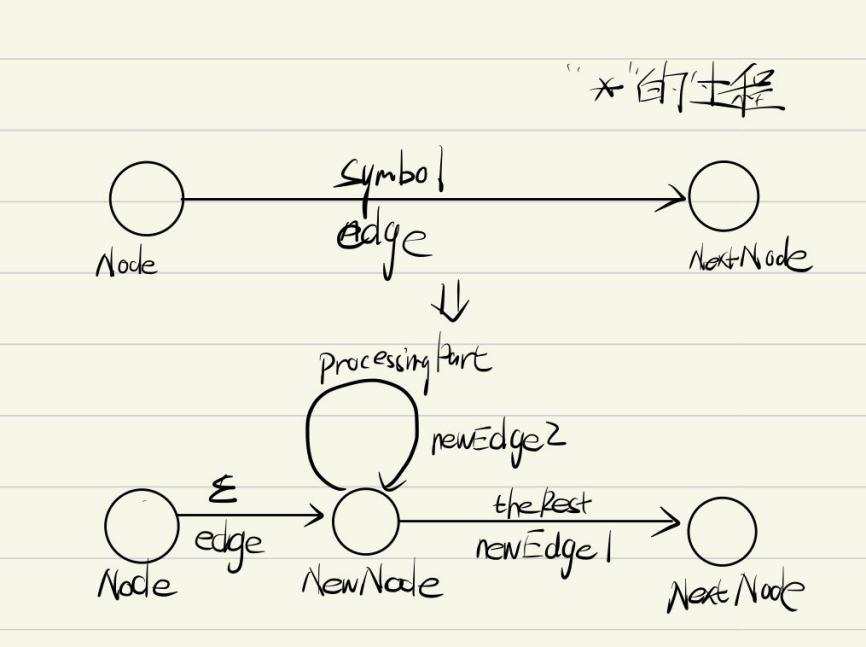 "*"的过程
symbol
edge
Node
NextNode
processingPart
newEdge2
ε
theRest
edge
newEdge1
Node
NewNode
NextNode